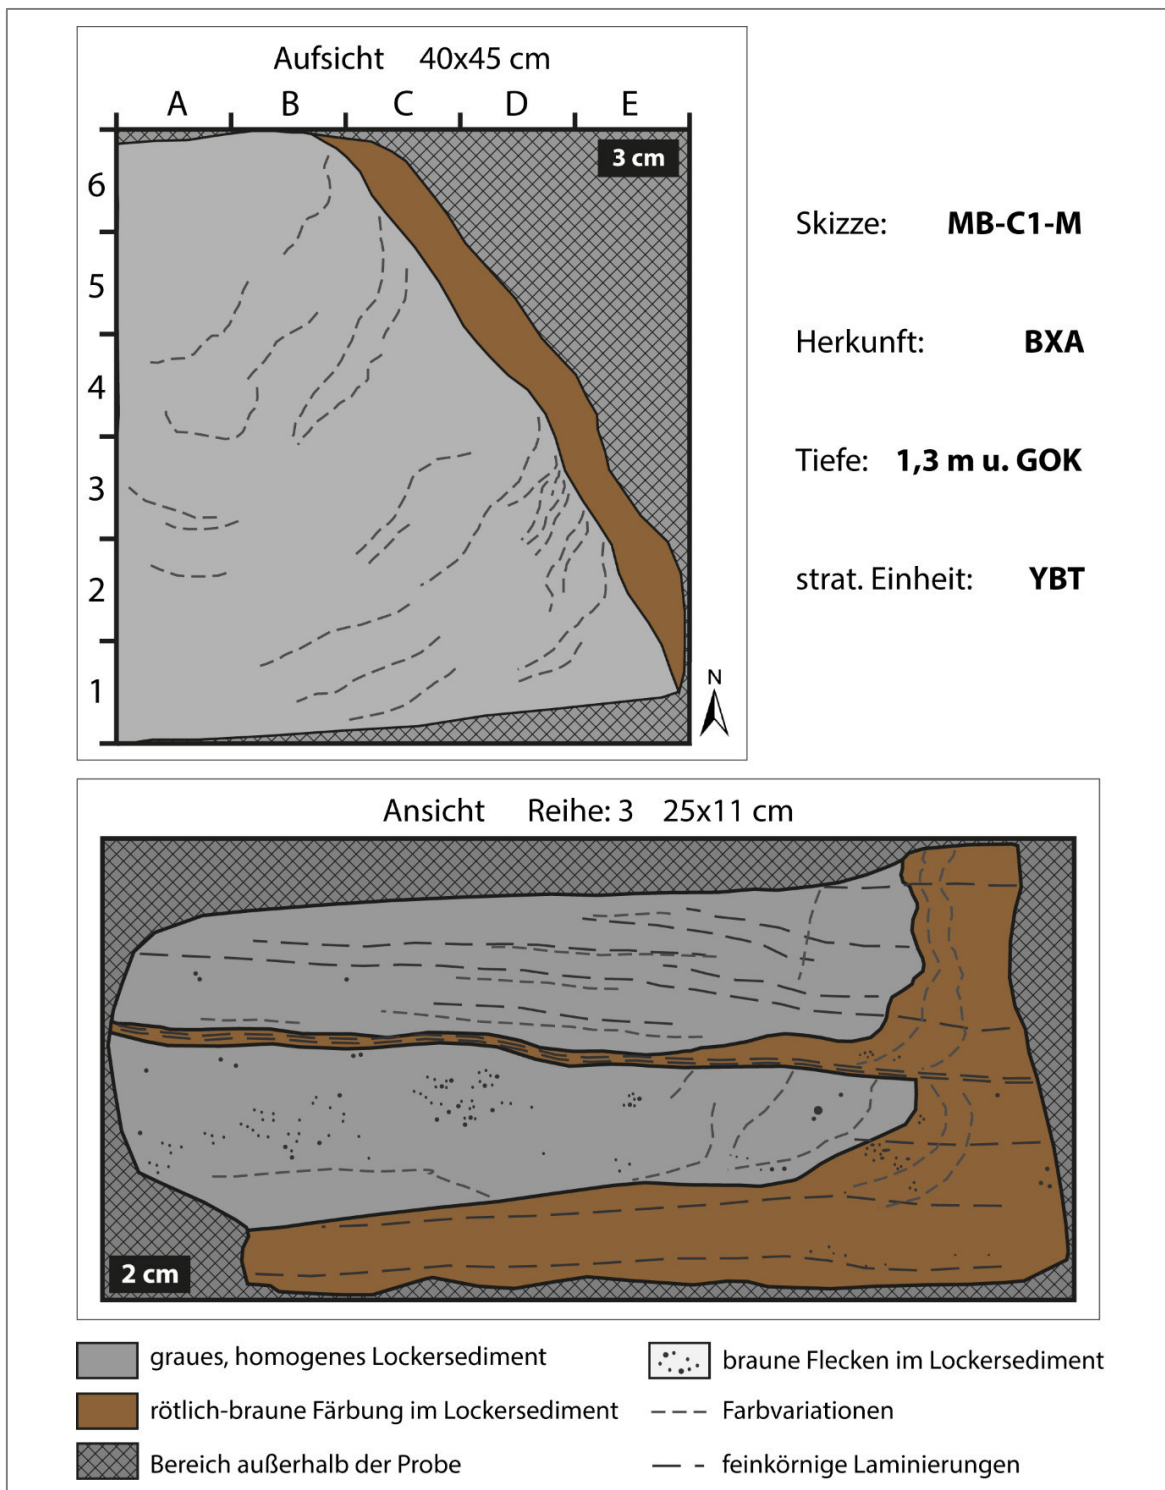 Aufsicht 40x45 cm
A B C D E
3 cm
6
5
4
3
2
1
N
Skizze: MB-C1-M
Herkunft: BXA
Tiefe: 1,3 m u. GOK
strat. Einheit: YBT
Ansicht Reihe: 3 25x11 cm
2 cm
graues, homogenes Lockersediment
rötlich-braune Färbung im Lockersediment
Bereich außerhalb der Probe
braune Flecken im Lockersediment
Farbvariationen
feinkörnige Laminierungen